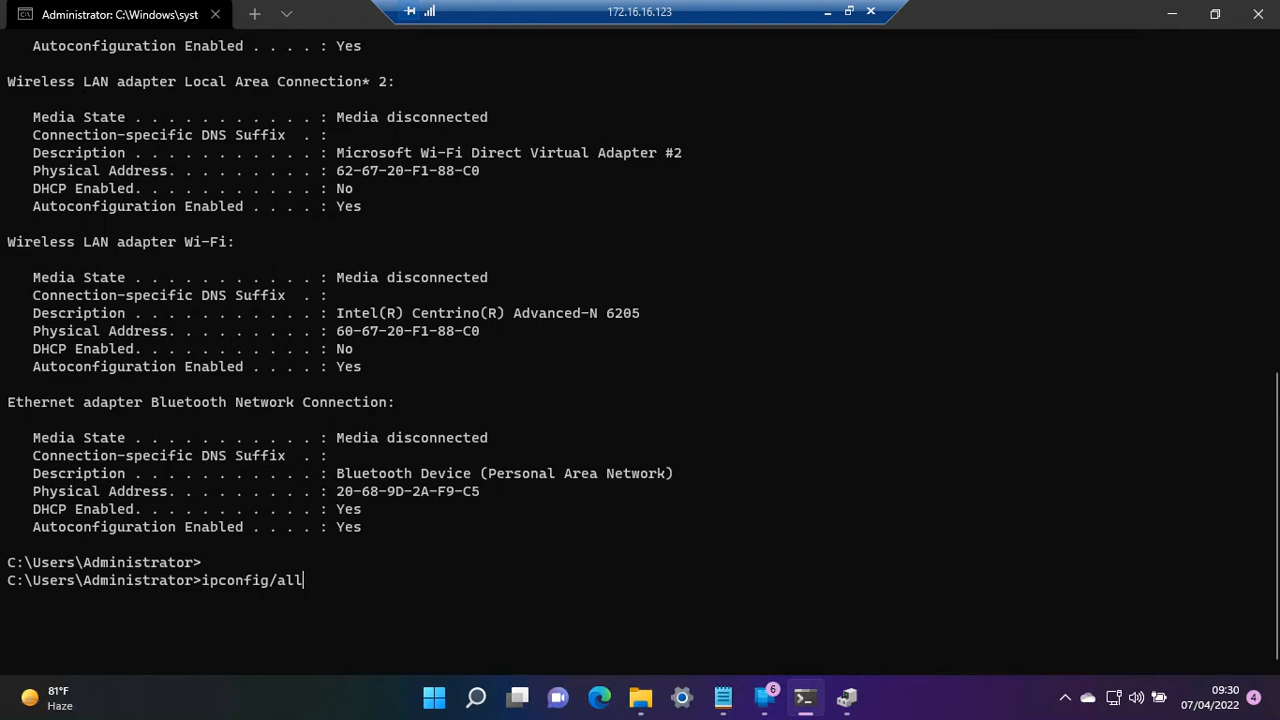 Administrator: C:\Windows\syst
172.16.16.123
Autoconfiguration Enabled . . . . : Yes
Wireless LAN adapter Local Area Connection* 2:
Media State . . . . . . . . . . . : Media disconnected
Connection-specific DNS Suffix  . :
Description . . . . . . . . . . . : Microsoft Wi-Fi Direct Virtual Adapter #2
Physical Address. . . . . . . . . : 62-67-20-F1-88-C0
DHCP Enabled. . . . . . . . . . . : No
Autoconfiguration Enabled . . . . : Yes
Wireless LAN adapter Wi-Fi:
Media State . . . . . . . . . . . : Media disconnected
Connection-specific DNS Suffix  . :
Description . . . . . . . . . . . : Intel(R) Centrino(R) Advanced-N 6205
Physical Address. . . . . . . . . : 60-67-20-F1-88-C0
DHCP Enabled. . . . . . . . . . . : No
Autoconfiguration Enabled . . . . : Yes
Ethernet adapter Bluetooth Network Connection:
Media State . . . . . . . . . . . : Media disconnected
Connection-specific DNS Suffix  . :
Description . . . . . . . . . . . : Bluetooth Device (Personal Area Network)
Physical Address. . . . . . . . . : 20-68-9D-2A-F9-C5
DHCP Enabled. . . . . . . . . . . : Yes
Autoconfiguration Enabled . . . . : Yes
C:\Users\Administrator>
C:\Users\Administrator>ipconfig/all
81°F
Haze
6
09:30
07/04/2022
4